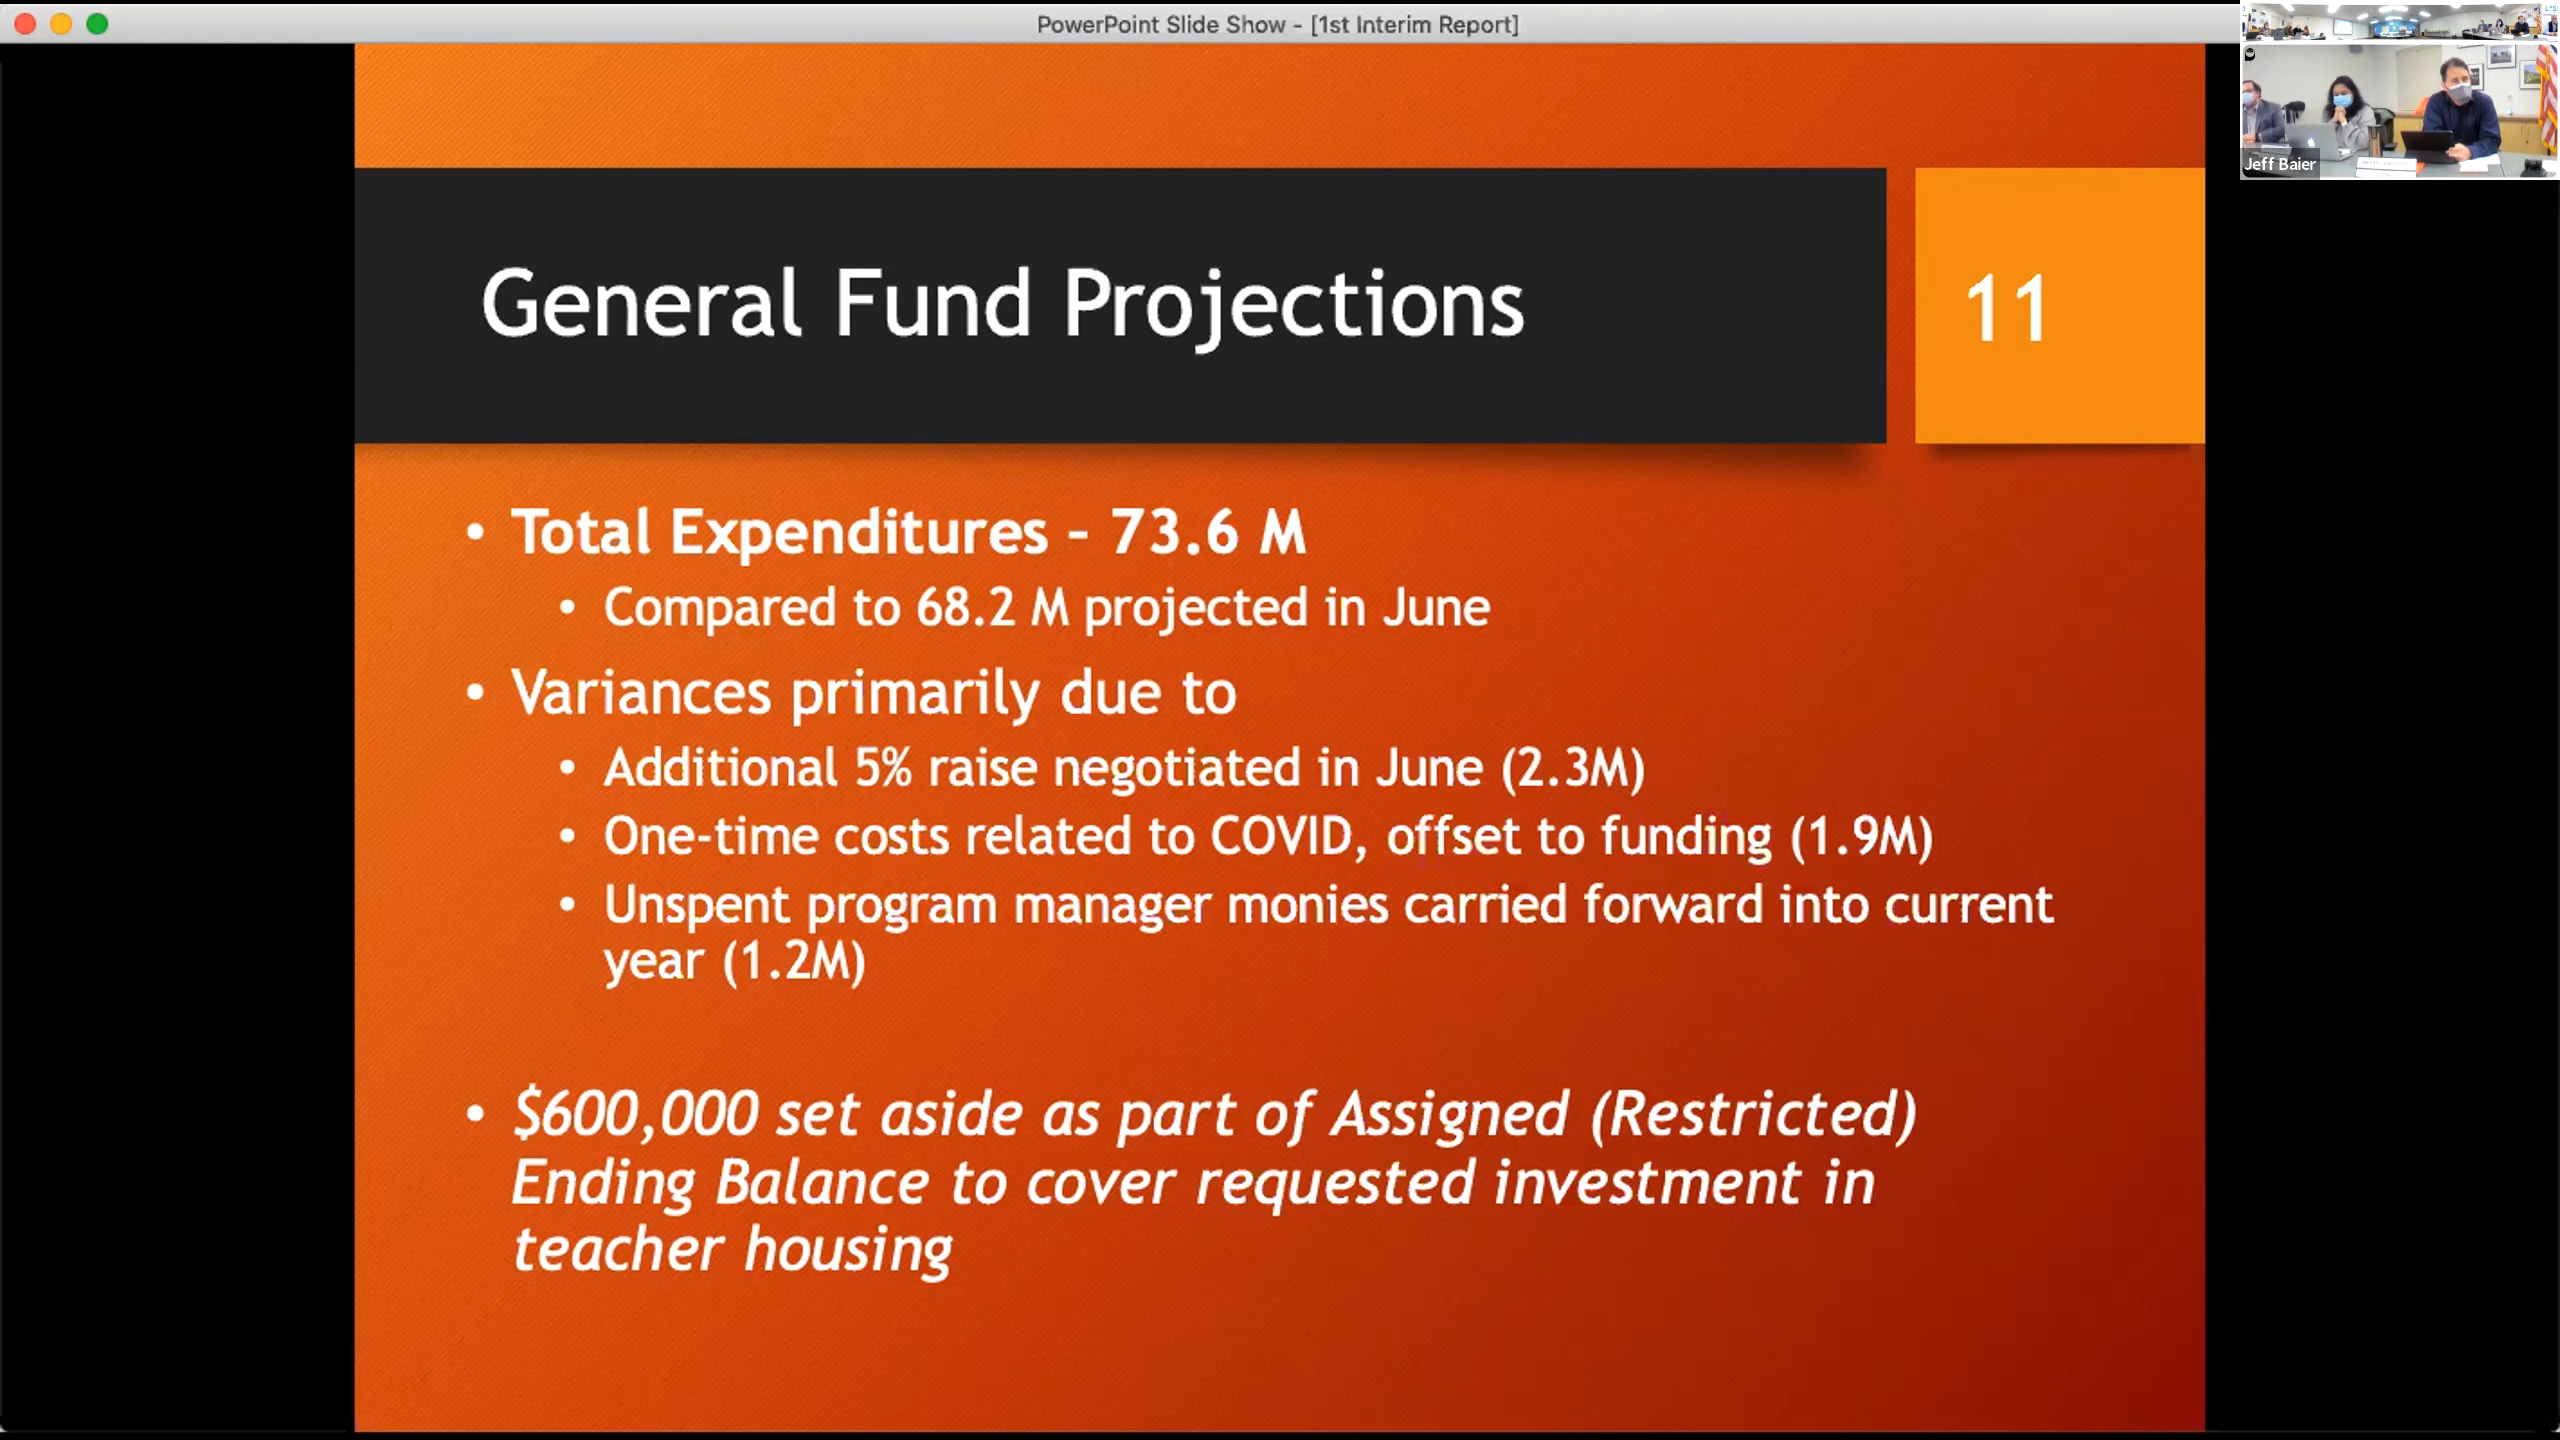 PowerPoint Slide Show - [1st Interim Report]
Jeff Baier
General Fund Projections
11
• Total Expenditures – 73.6 M
• Compared to 68.2 M projected in June
• Variances primarily due to
• Additional 5% raise negotiated in June (2.3M)
• One-time costs related to COVID, offset to funding (1.9M)
• Unspent program manager monies carried forward into current
year (1.2M)
• $600,000 set aside as part of Assigned (Restricted)
Ending Balance to cover requested investment in
teacher housing